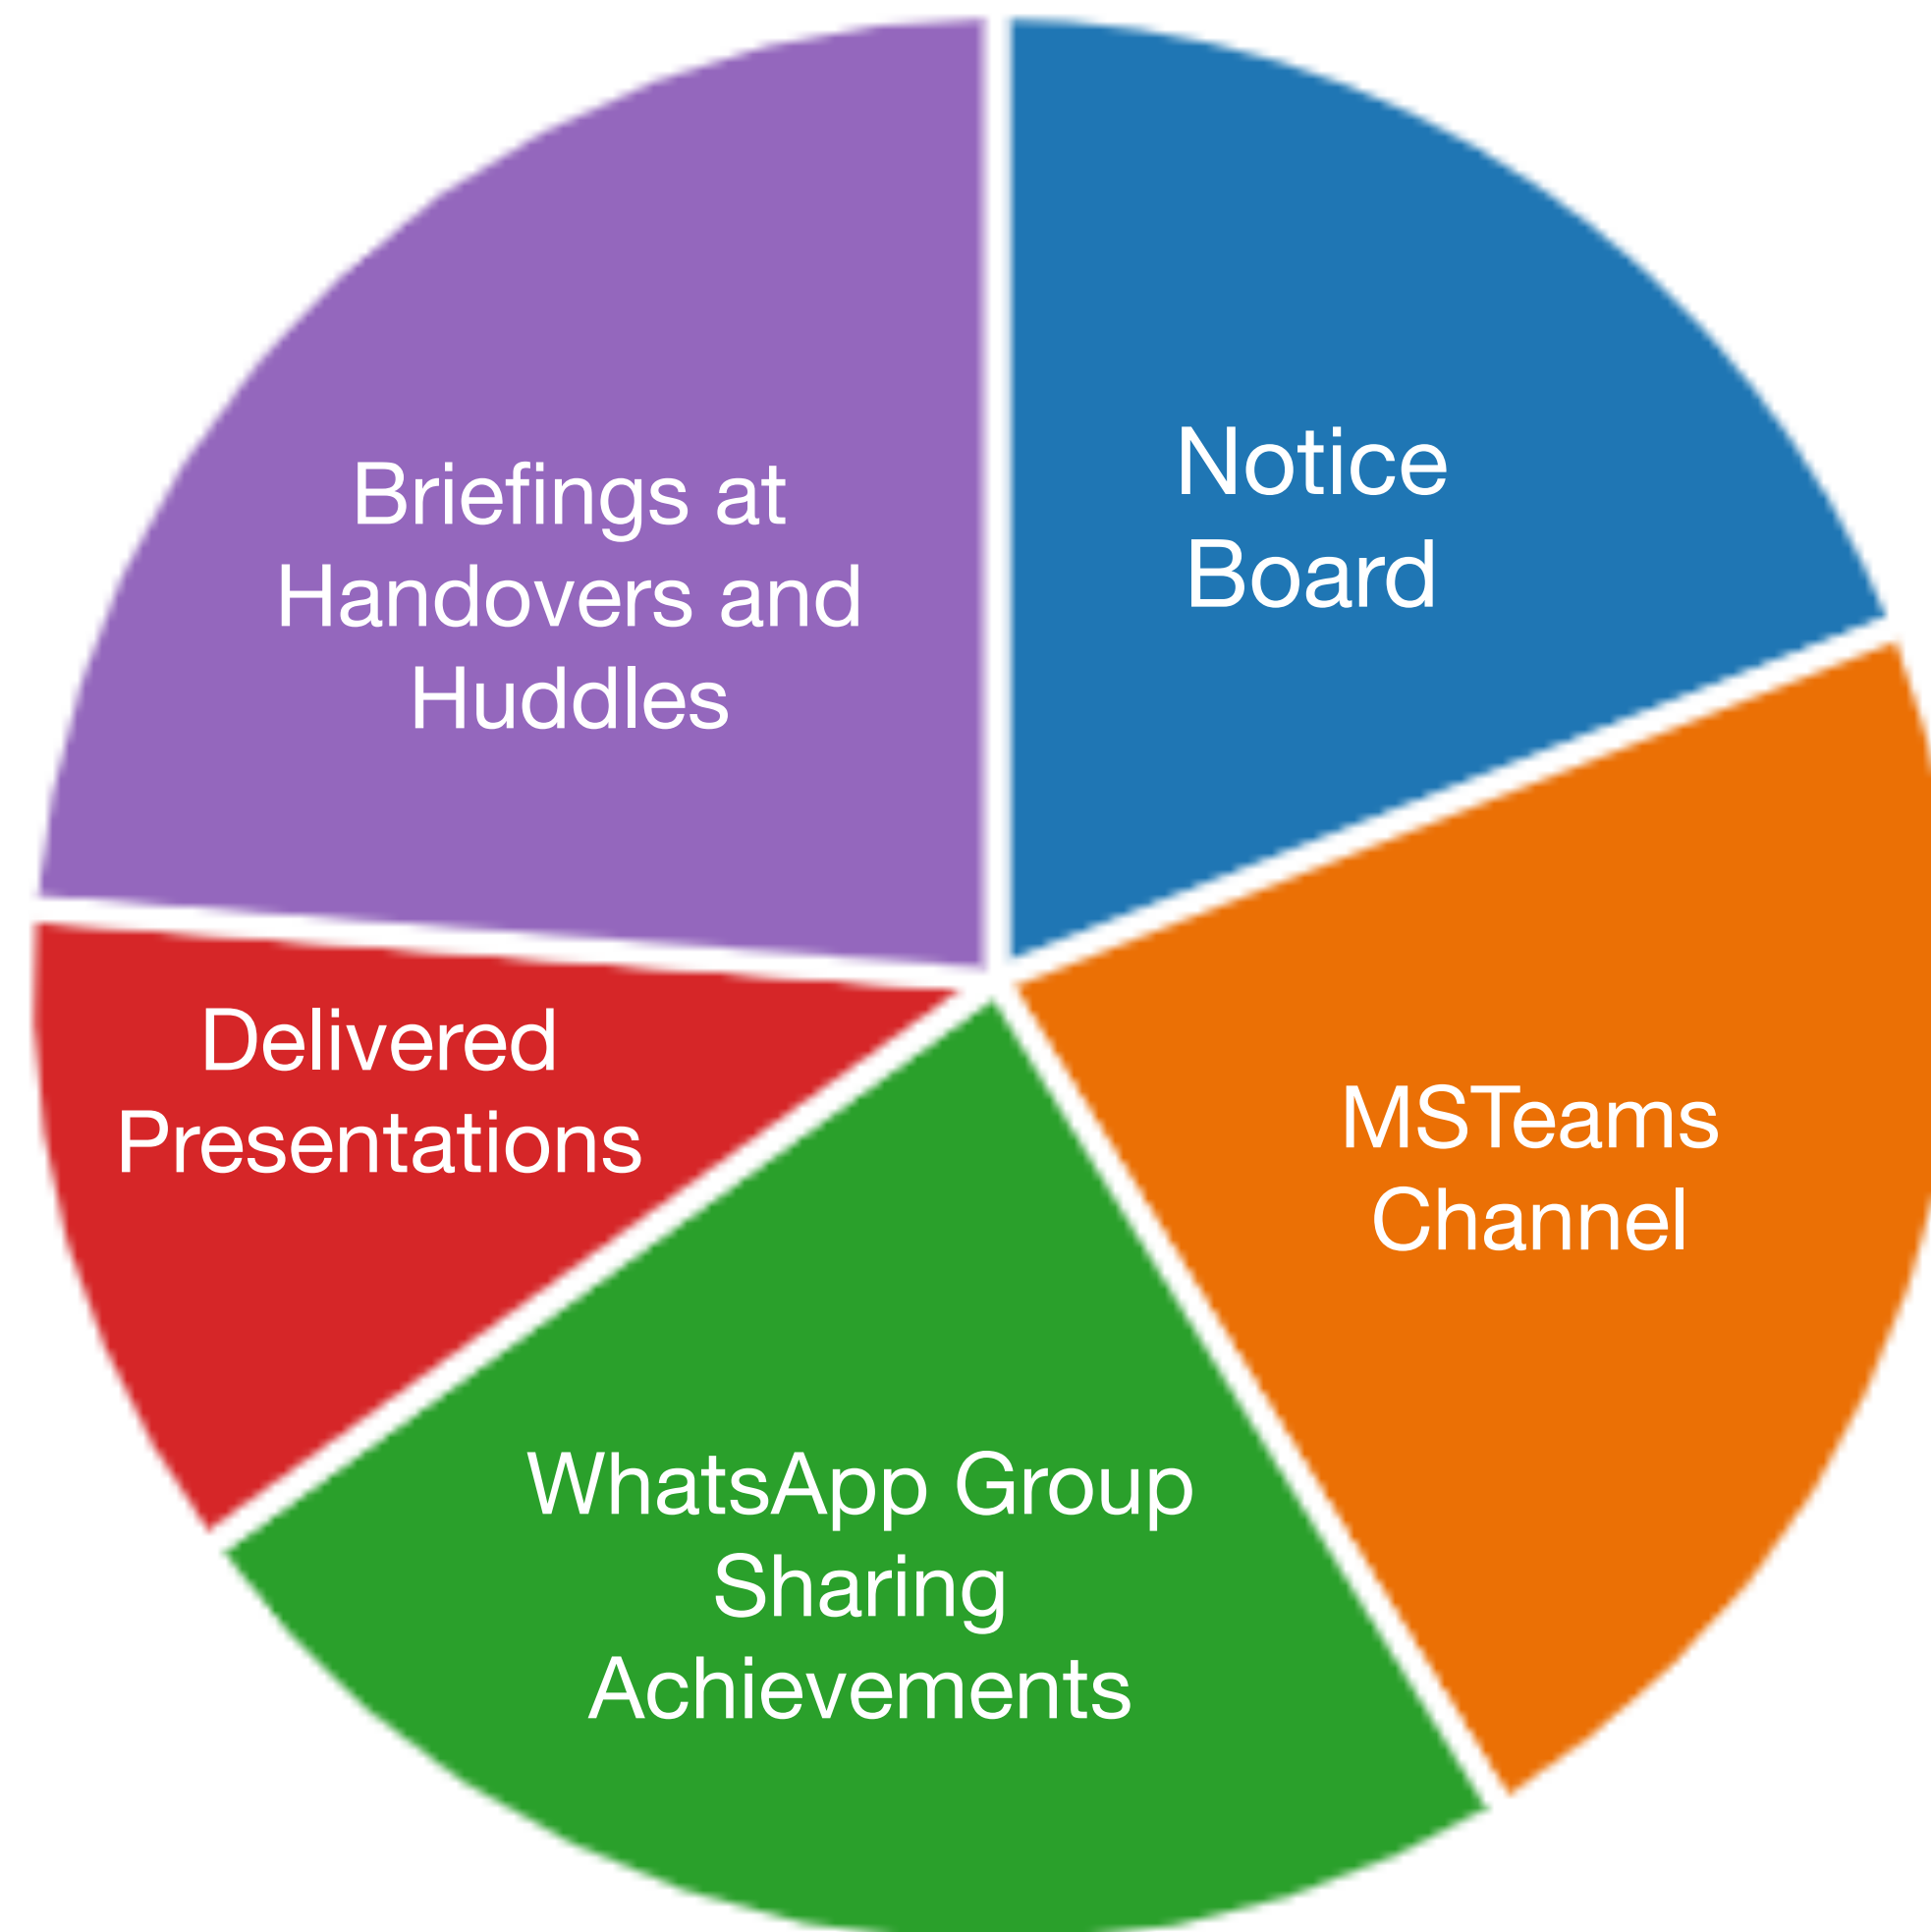 Notice
Board
MSTeams
Channel
WhatsApp Group
Sharing
Achievements
Delivered
Presentations
Briefings at
Handovers and
Huddles